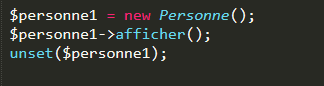 $personne1 = new Personne();
$personne1->afficher();
unset($personne1);